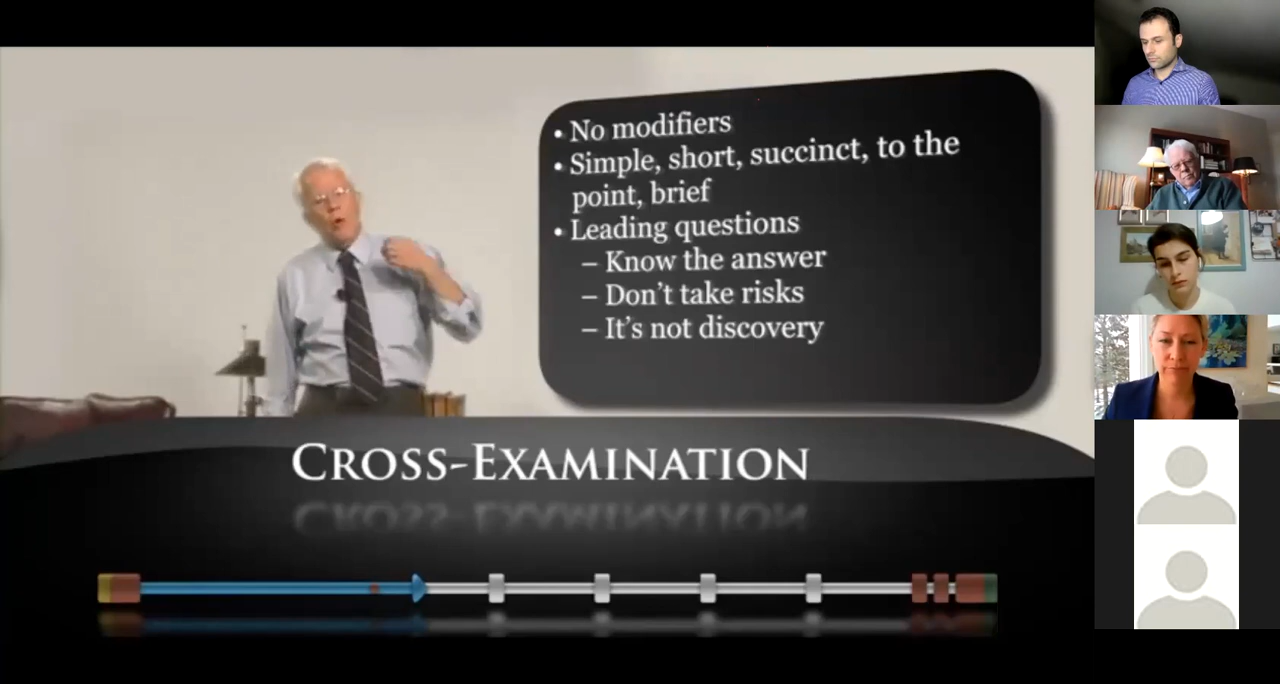 • No modifiers
• Simple, short, succinct, to the
point, brief
• Leading questions
– Know the answer
– Don't take risks
– It's not discovery
CROSS-EXAMINATION